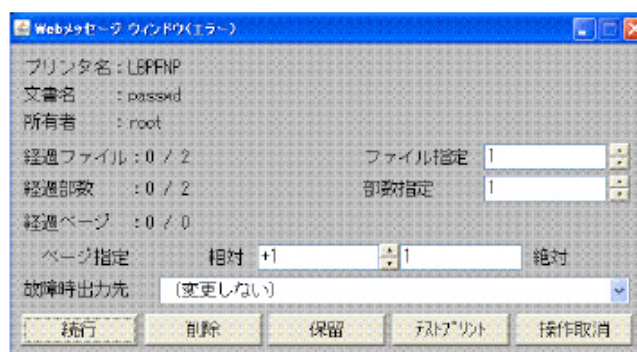 Webメッセージ ウィンドウ(エラー)
プリンタ名:LBPFNP
文書名 :passwd
所有者 :root
経過ファイル:0 / 2 ファイル指定 1
経過部数 :0 / 2 部数指定 1
経過ページ :0 / 0
ページ指定 相対 +1 1 絶対
故障時出力先 (変更しない)
続行 削除 保留 テストプリント 操作取消